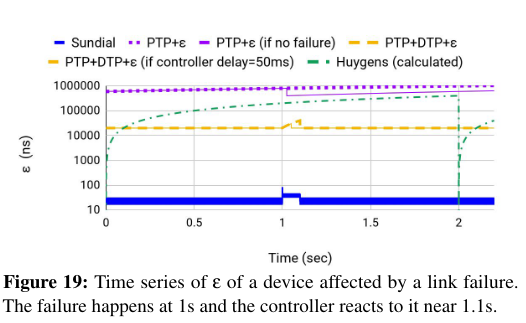 Sundial PTP+ε PTP+ε (if no failure) PTP+DTP+ε
PTP+DTP+ε (if controller delay=50ms) Huygens (calculated)
1000000
100000
10000
1000
100
10
ε (ns)
0 0.5 1 1.5 2
Time (sec)
Figure 19: Time series of ε of a device affected by a link failure.
The failure happens at 1s and the controller reacts to it near 1.1s.